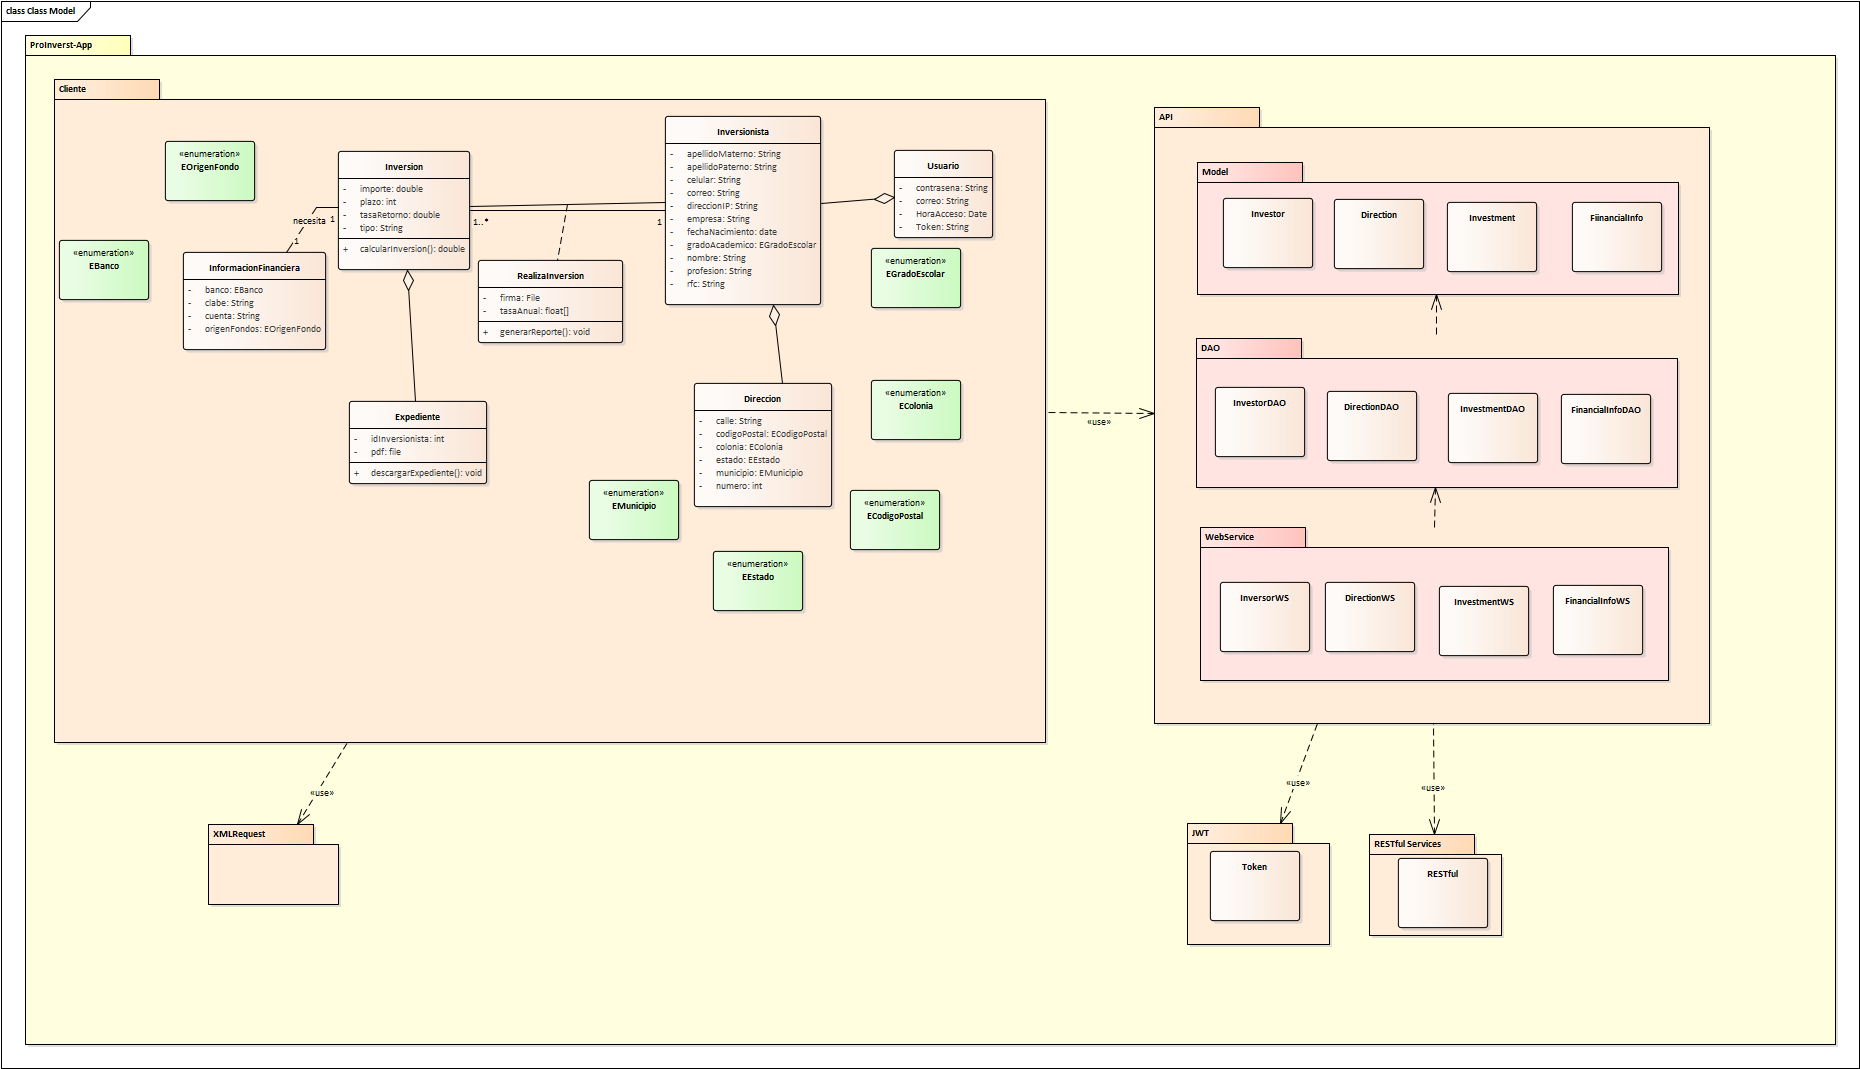 class Class Model
ProInverst-App
Cliente
«enumeration»
EOrigenFondo
«enumeration»
EBanco
Inversion
- importe: double
- plazo: int
- tasaRetorno: double
- tipo: String
+ calcularInversion(): double
necesita 1
1
InformacionFinanciera
- banco: EBanco
- clabe: String
- cuenta: String
- origenFondos: EOrigenFondo
1..*
1
RealizaInversion
- firma: File
- tasaAnual: float[]
+ generarReporte(): void
Inversionista
- apellidoMaterno: String
- apellidoPaterno: String
- celular: String
- correo: String
- direccionIP: String
- empresa: String
- fechaNacimiento: date
- gradoAcademico: EGradoEscolar
- nombre: String
- profesion: String
- rfc: String
Usuario
- contrasena: String
- correo: String
- HoraAcceso: Date
- Token: String
«enumeration»
EGradoEscolar
Expediente
- idInversionista: int
- pdf: file
+ descargarExpediente(): void
Direccion
- calle: String
- codigoPostal: ECodigoPostal
- colonia: EColonia
- estado: EEstado
- municipio: EMunicipio
- numero: int
«enumeration»
EColonia
«enumeration»
EMunicipio
«enumeration»
ECodigoPostal
«enumeration»
EEstado
«use»
API
Model
Investor
Direction
Investment
FiinancialInfo
DAO
InvestorDAO
DirectionDAO
InvestmentDAO
FinancialInfoDAO
WebService
InversorWS
DirectionWS
InvestmentWS
FinancialInfoWS
«use»
XMLRequest
«use»
«use»
JWT
Token
RESTful Services
RESTful